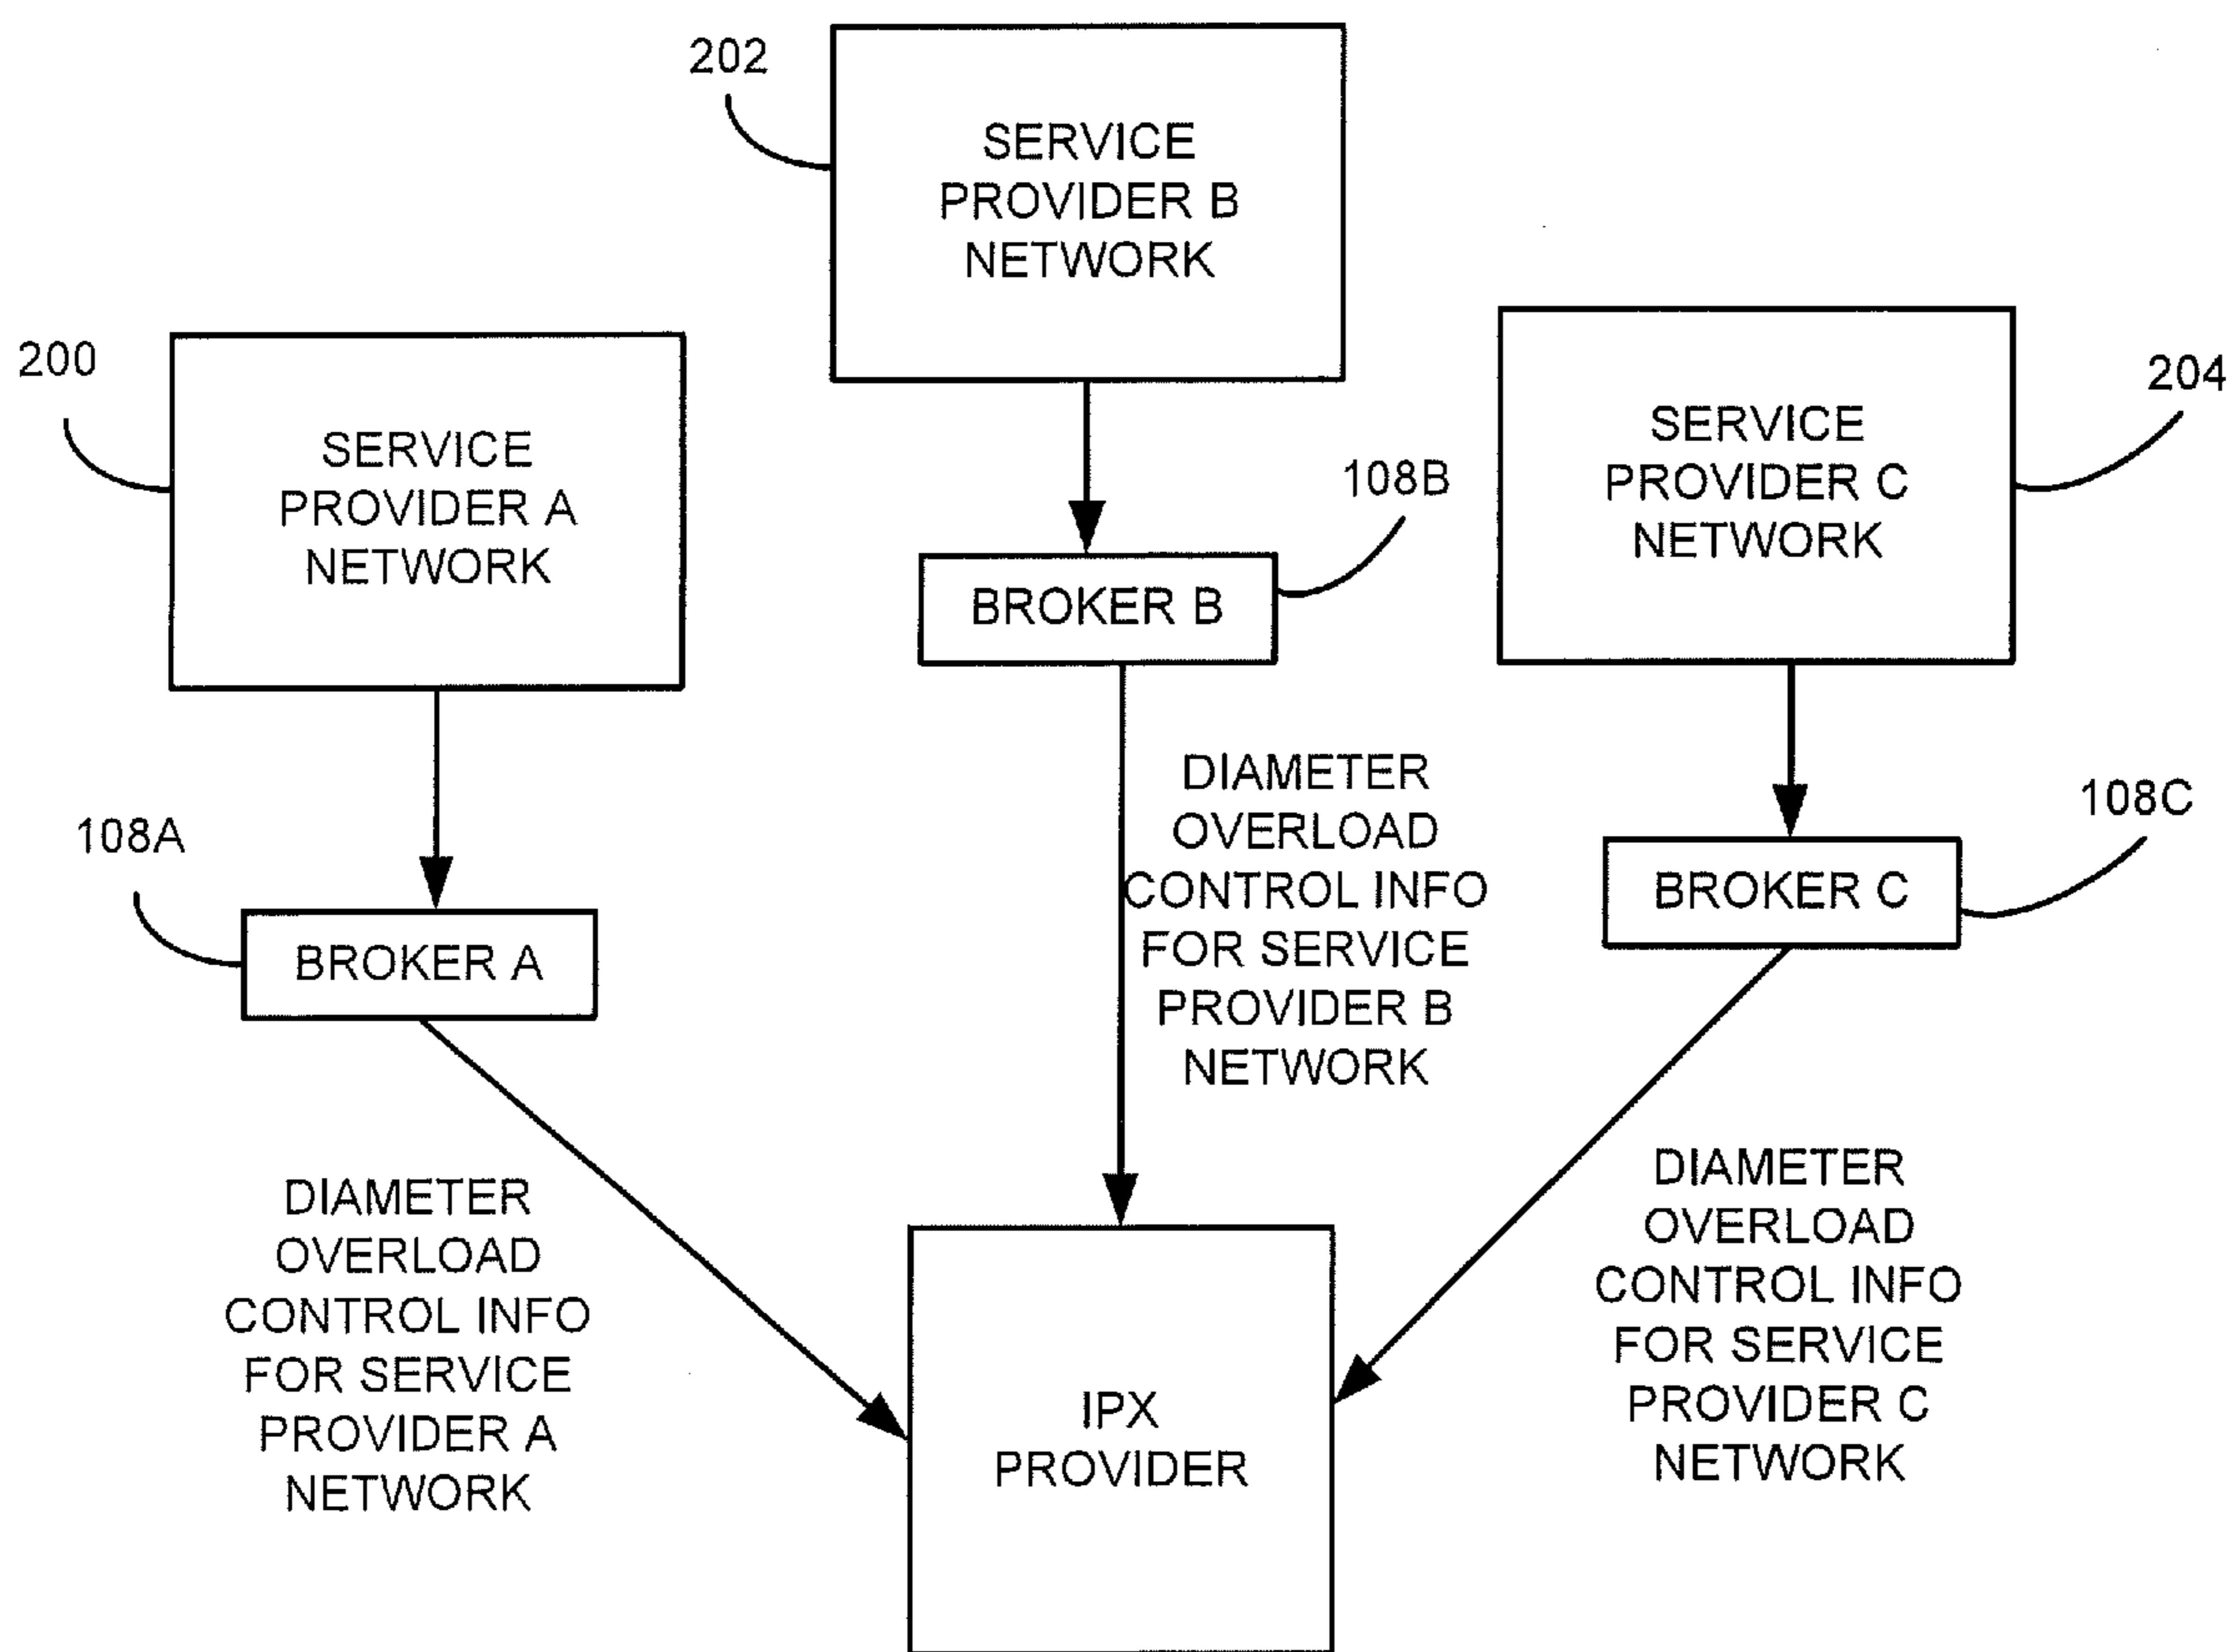 202
SERVICE
PROVIDER B
NETWORK
200
SERVICE
PROVIDER A
NETWORK
204
SERVICE
PROVIDER C
NETWORK
108B
BROKER B
108A
BROKER A
DIAMETER
OVERLOAD
CONTROL INFO
FOR SERVICE
PROVIDER B
NETWORK
108C
BROKER C
DIAMETER
OVERLOAD
CONTROL INFO
FOR SERVICE
PROVIDER A
NETWORK
IPX
PROVIDER
DIAMETER
OVERLOAD
CONTROL INFO
FOR SERVICE
PROVIDER C
NETWORK